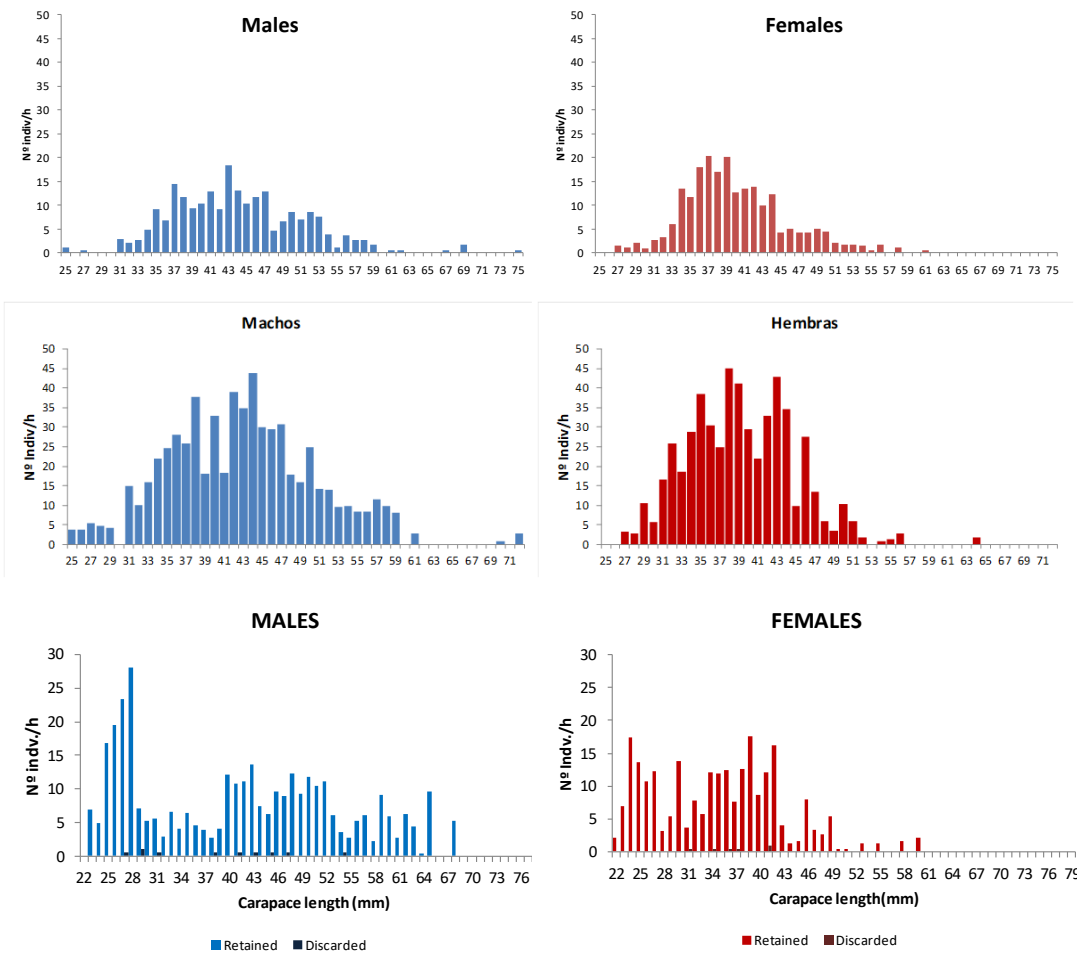 Males
Nº indiv/h
50
45
40
35
30
25
20
15
10
5
0
25 27 29 31 33 35 37 39 41 43 45 47 49 51 53 55 57 59 61 63 65 67 69 71 73 75
Females
Nº indiv/h
50
45
40
35
30
25
20
15
10
5
0
25 27 29 31 33 35 37 39 41 43 45 47 49 51 53 55 57 59 61 63 65 67 69 71 73 75
Machos
Nº Indiv/h
50
45
40
35
30
25
20
15
10
5
0
25 27 29 31 33 35 37 39 41 43 45 47 49 51 53 55 57 59 61 63 65 67 69 71
Hembras
Nº Indiv/h
50
45
40
35
30
25
20
15
10
5
0
25 27 29 31 33 35 37 39 41 43 45 47 49 51 53 55 57 59 61 63 65 67 69 71
MALES
Nº indv./h
30
25
20
15
10
5
0
22 25 28 31 34 37 40 43 46 49 52 55 58 61 64 67 70 73 76
Carapace length (mm)
Retained Discarded
FEMALES
Nº Indv./h
30
25
20
15
10
5
0
22 25 28 31 34 37 40 43 46 49 52 55 58 61 64 67 70 73 76 79
Carapace length(mm)
Retained Discarded